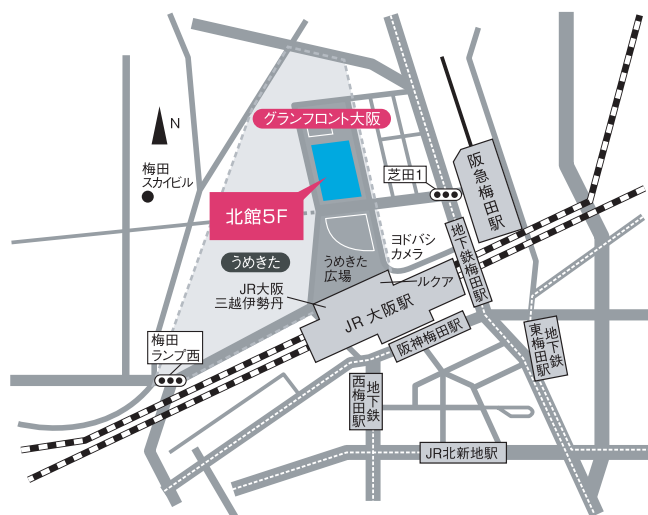 グランフロント大阪
N
梅田
スカイビル
芝田1
阪急梅田駅
北館5F
地下鉄梅田駅
ヨドバシ
カメラ
うめきた
うめきた
広場
JR大阪
三越伊勢丹
ルクア
JR大阪駅
梅田
ランプ西
阪神梅田駅
地下鉄
東梅田駅
地下鉄
西梅田駅
JR北新地駅